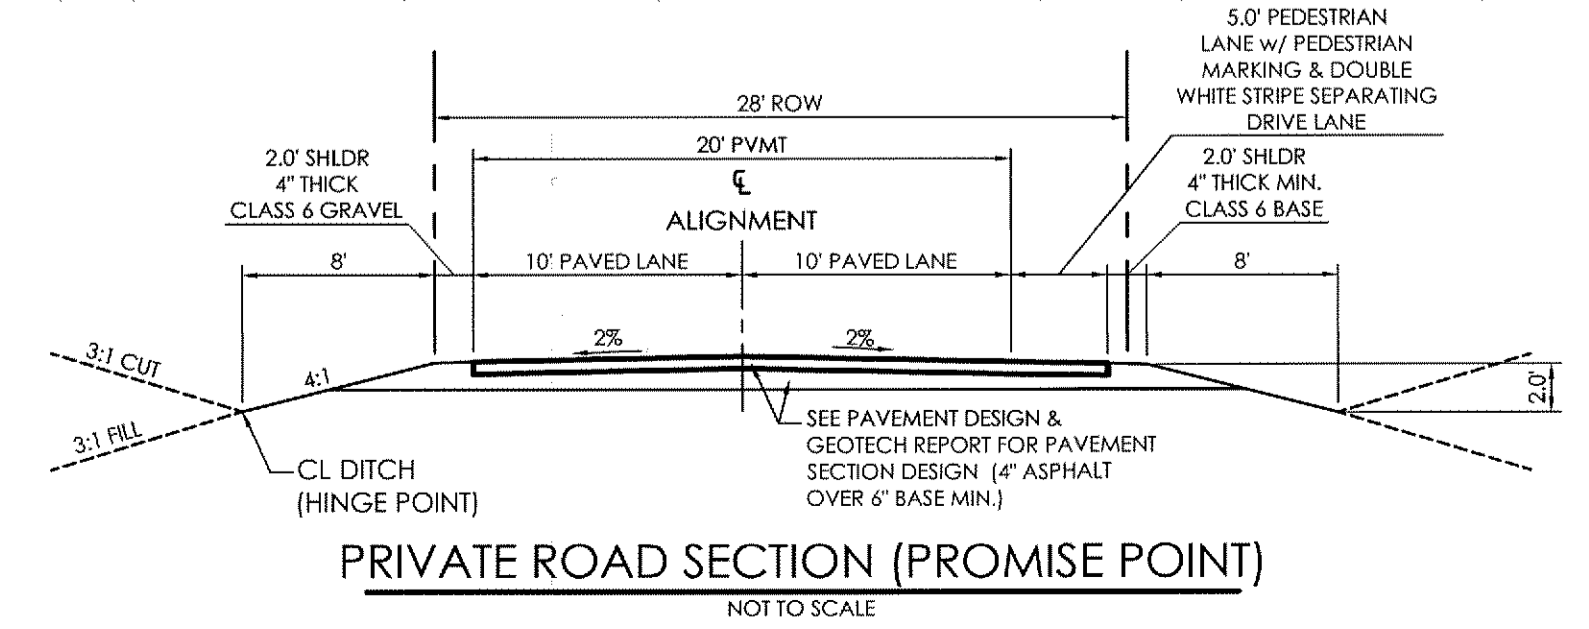 5.0' PEDESTRIAN
LANE w/ PEDESTRIAN
MARKING & DOUBLE
WHITE STRIPE SEPARATING
DRIVE LANE
28' ROW
20' PVMT
2.0' SHLDR
4" THICK
CLASS 6 GRAVEL
2.0' SHLDR
4" THICK MIN.
CLASS 6 BASE
℄
ALIGNMENT
8'
10' PAVED LANE
10' PAVED LANE
8'
2%
2%
3:1 CUT
4:1
3:1 FILL
2.0'
CL DITCH
(HINGE POINT)
SEE PAVEMENT DESIGN &
GEOTECH REPORT FOR PAVEMENT
SECTION DESIGN (4" ASPHALT
OVER 6" BASE MIN.)
PRIVATE ROAD SECTION (PROMISE POINT)
NOT TO SCALE